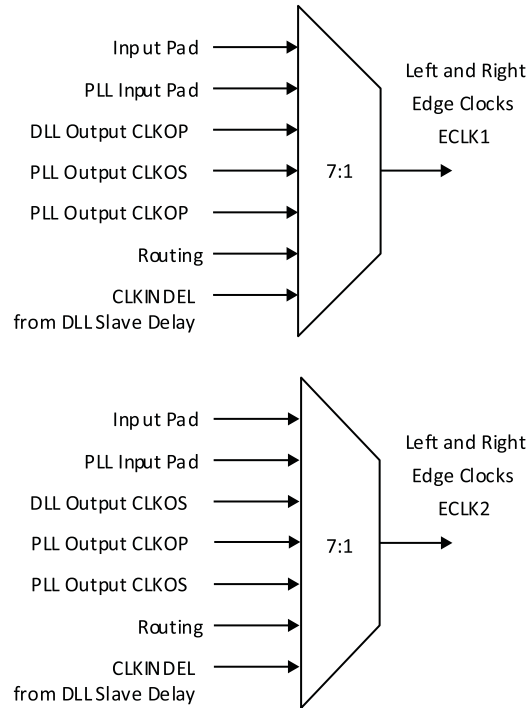 Input Pad
PLL Input Pad
DLL Output CLKOP
PLL Output CLKOS
PLL Output CLKOP
Routing
CLKINDEL
from DLL Slave Delay
7:1
Left and Right
Edge Clocks
ECLK1
Input Pad
PLL Input Pad
DLL Output CLKOS
PLL Output CLKOP
PLL Output CLKOS
Routing
CLKINDEL
from DLL Slave Delay
7:1
Left and Right
Edge Clocks
ECLK2